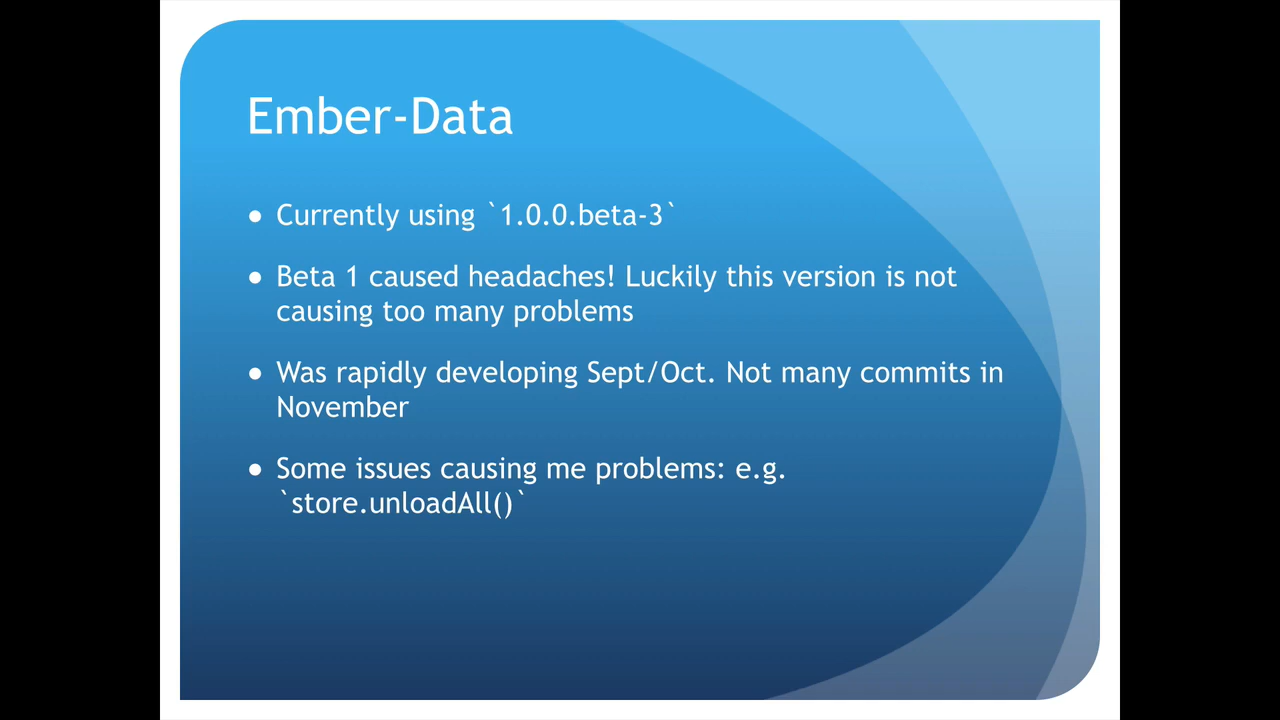 Ember-Data
● Currently using `1.0.0.beta-3`
● Beta 1 caused headaches! Luckily this version is not
causing too many problems
● Was rapidly developing Sept/Oct. Not many commits in
November
● Some issues causing me problems: e.g.
`store.unloadAll()`